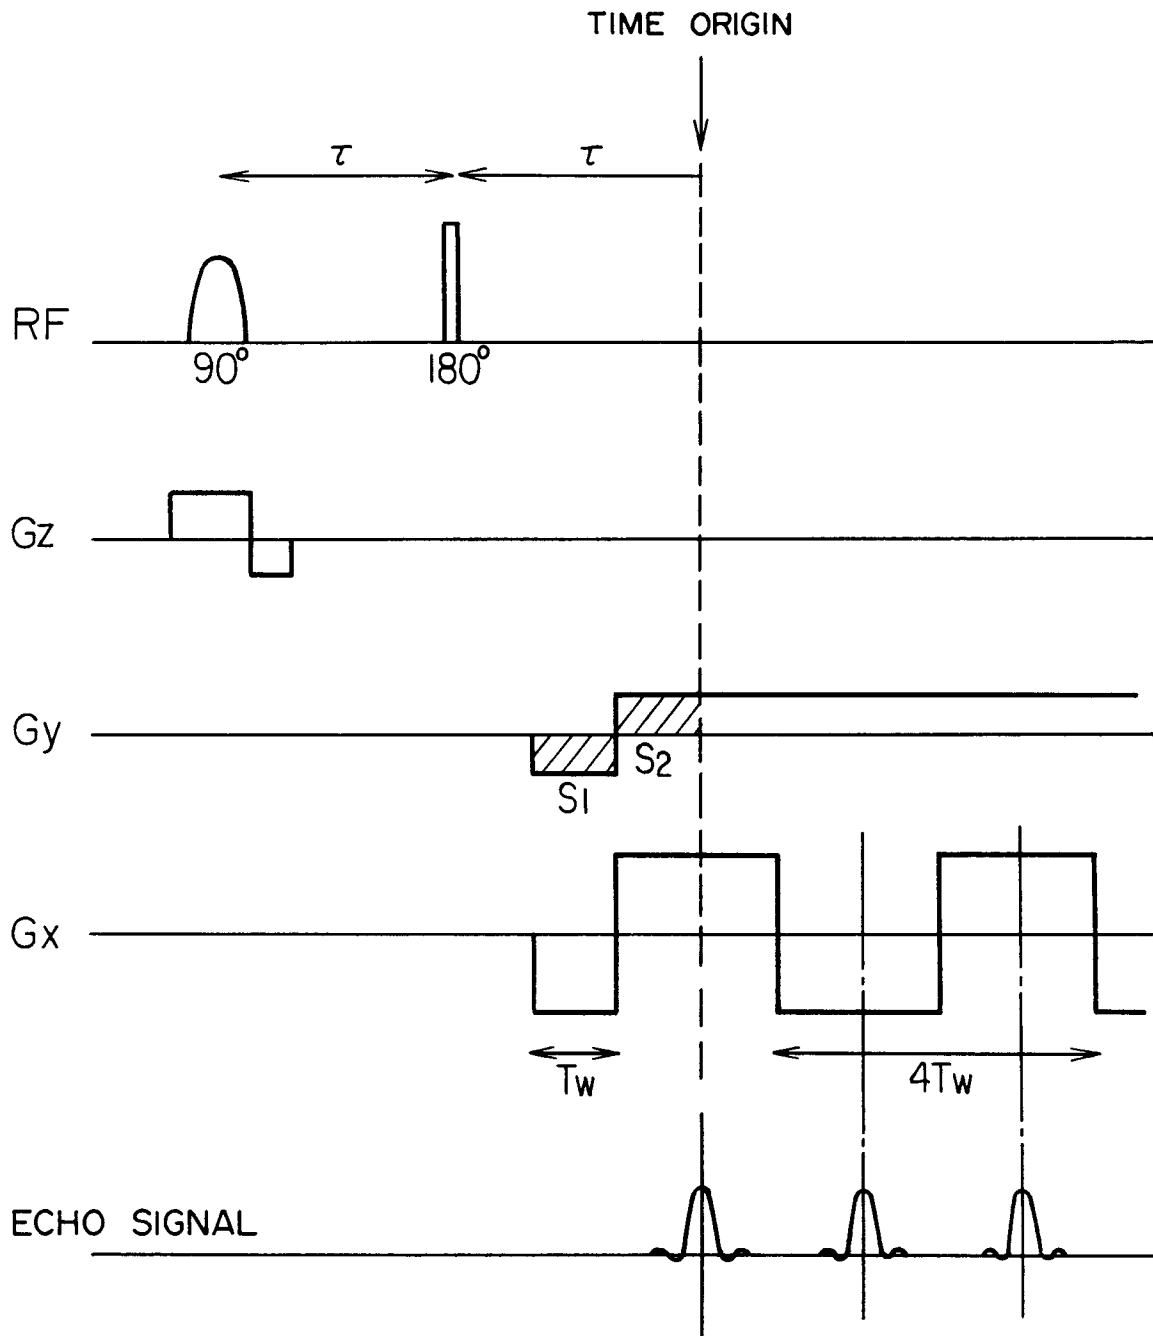 TIME ORIGIN
τ τ
RF
90° 180°
Gz
Gy
S1 S2
Gx
Tw 4Tw
ECHO SIGNAL